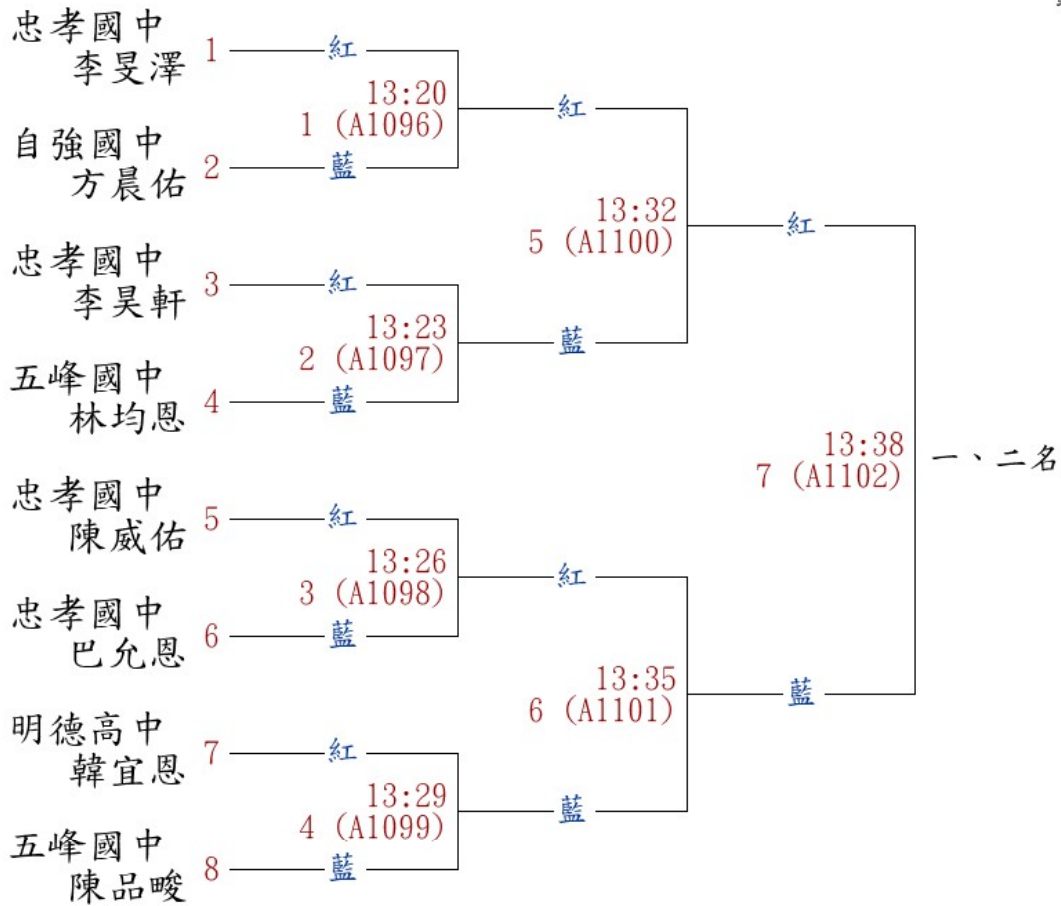 忠孝國中
李旻澤 1 紅
13:20
1 (A1096)
紅
自強國中
方晨佑 2 藍
13:32
5 (A1100)
紅
忠孝國中
李昊軒 3 紅
13:23
2 (A1097)
藍
五峰國中
林均恩 4 藍
13:38
7 (A1102)
一、二名
忠孝國中
陳威佑 5 紅
13:26
3 (A1098)
紅
忠孝國中
巴允恩 6 藍
13:35
6 (A1101)
藍
明德高中
韓宜恩 7 紅
13:29
4 (A1099)
藍
五峰國中
陳品畯 8 藍